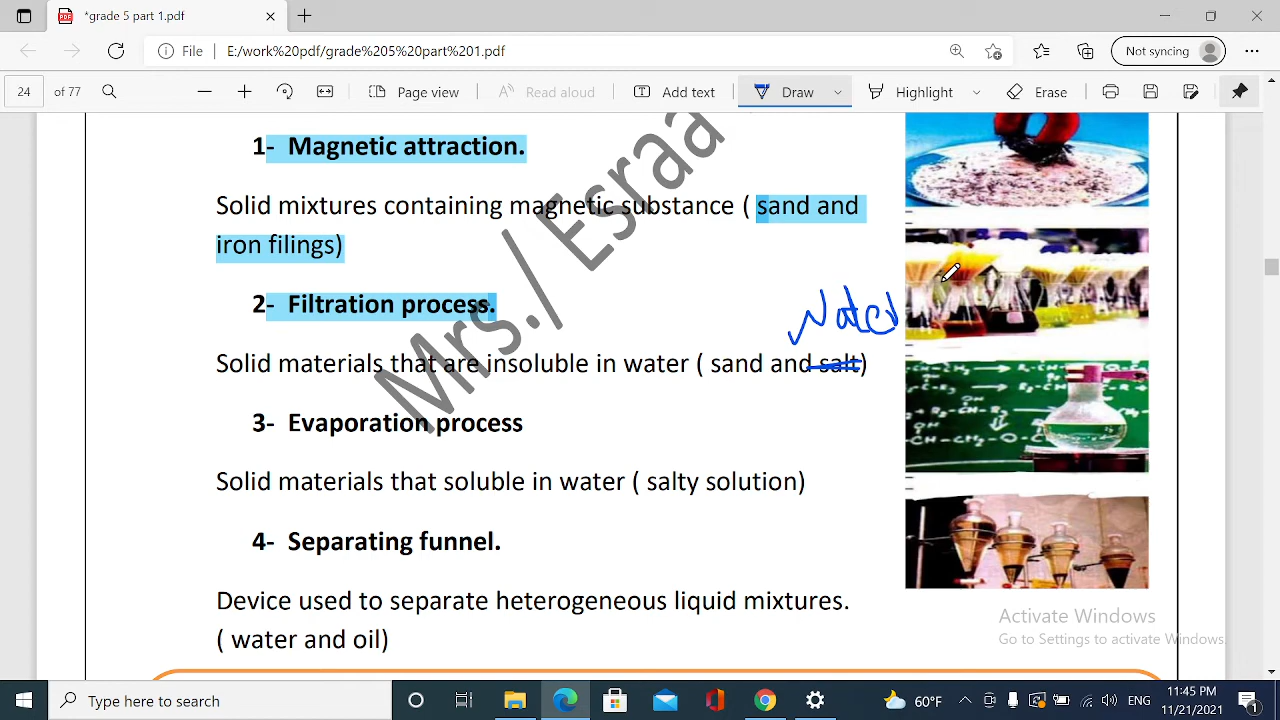 *grade 5 part 1.pdf
File
E:/work%20pdf/grade%205%20part%201.pdf
Not syncing
24 of 77
Page view
Read aloud
Add text
Draw
Highlight
Erase
1- Magnetic attraction.
Solid mixtures containing magnetic substance ( sand and
iron filings)
2- Filtration process.
Solid materials that are insoluble in water ( sand and salt)
3- Evaporation process
Solid materials that soluble in water ( salty solution)
4- Separating funnel.
Device used to separate heterogeneous liquid mixtures.
( water and oil)
Mrs./ Esraa
Activate Windows
Go to Settings to activate Windows.
Type here to search
60°F
ENG
11:45 PM
11/21/2021